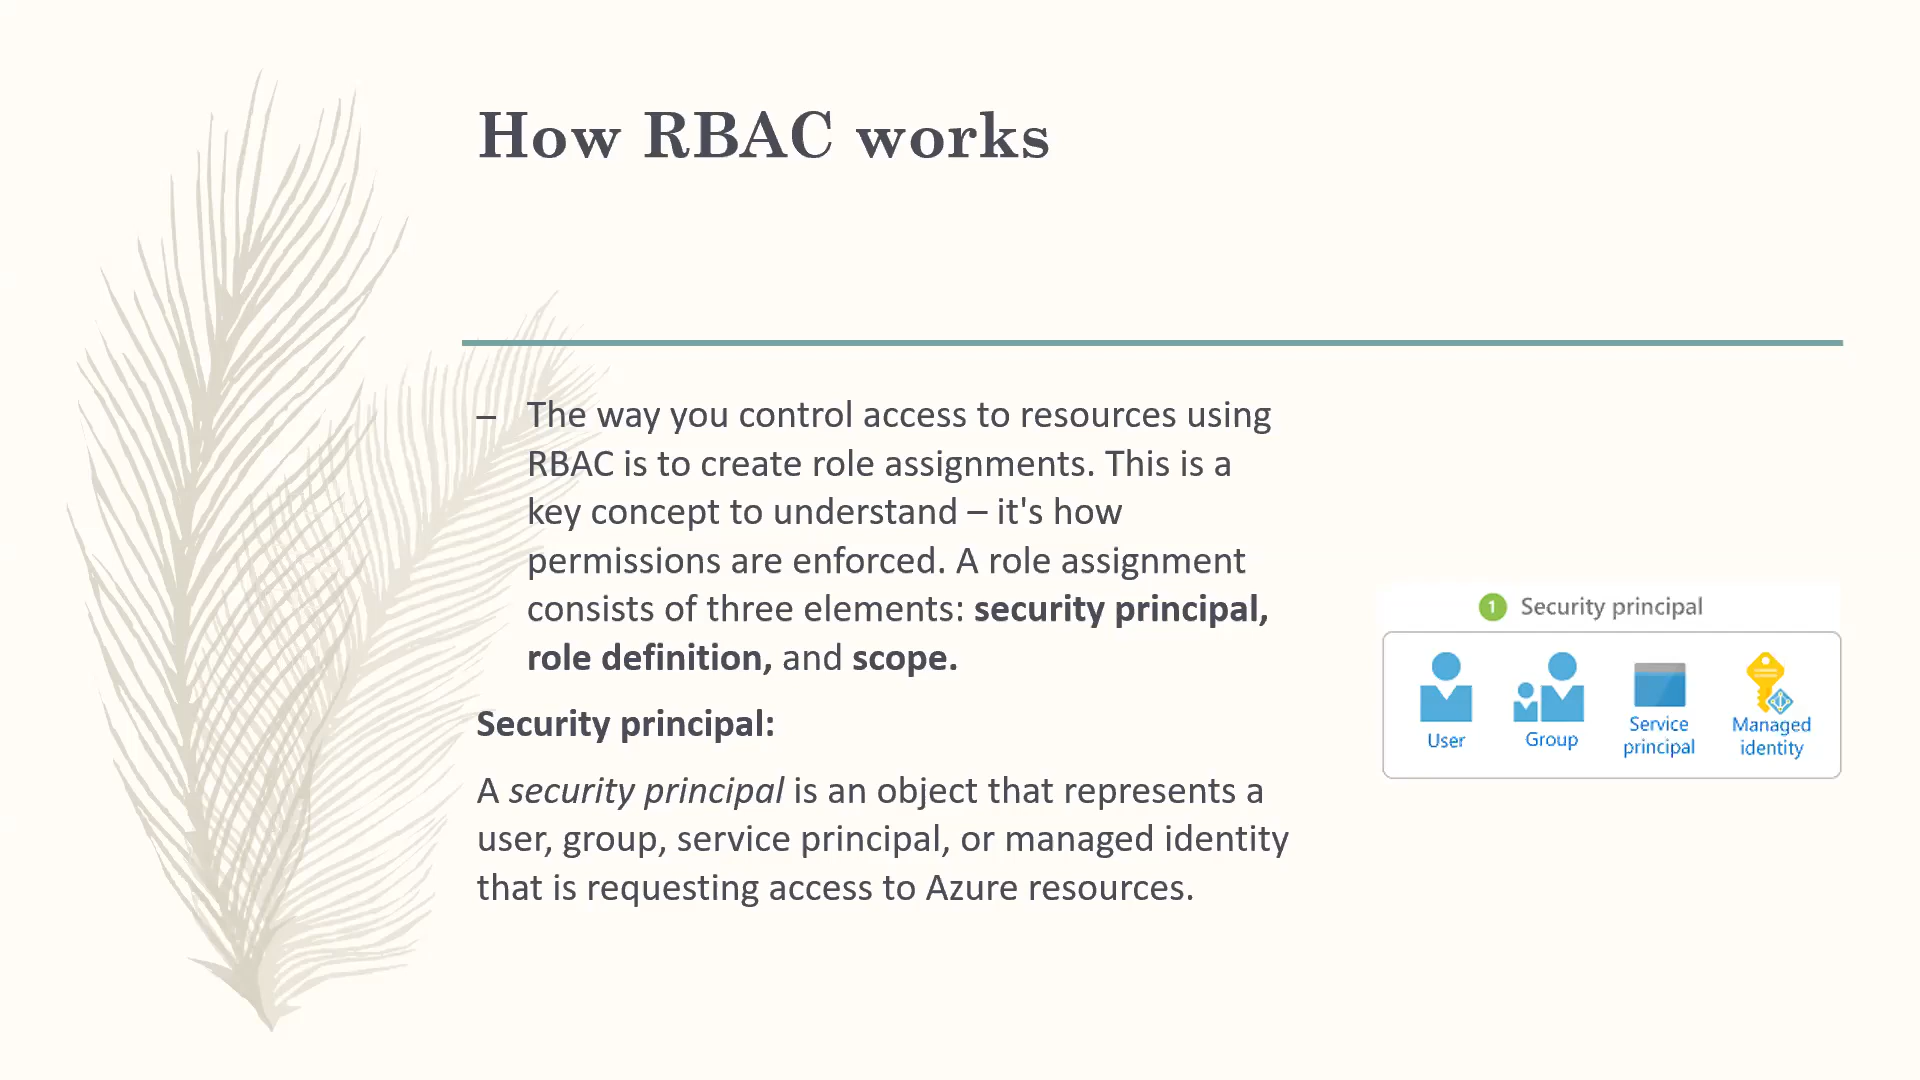 How RBAC works
– The way you control access to resources using
RBAC is to create role assignments. This is a
key concept to understand – it's how
permissions are enforced. A role assignment
consists of three elements: security principal,
role definition, and scope.
Security principal:
A security principal is an object that represents a
user, group, service principal, or managed identity
that is requesting access to Azure resources.
1 Security principal
User
Group
Service
principal
Managed
identity